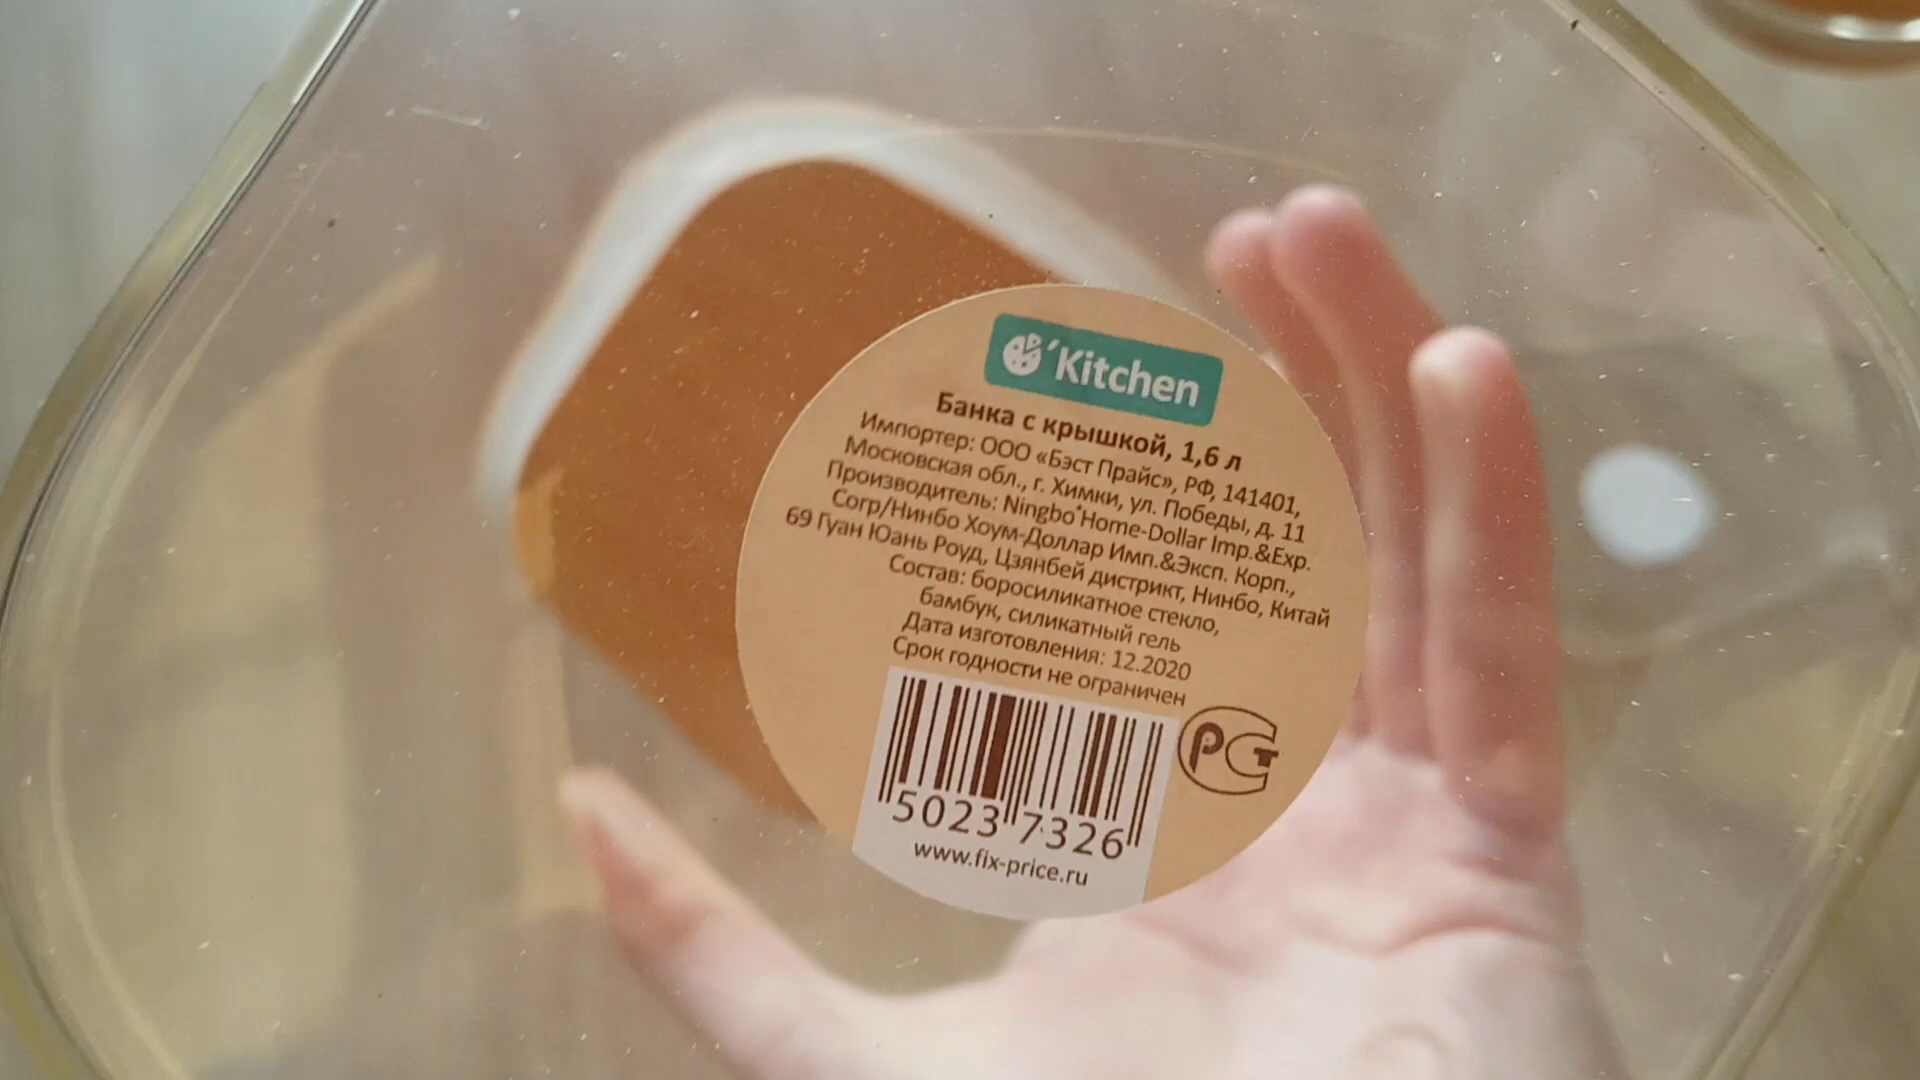 'Kitchen
Банка с крышкой, 1,6 л
Импортер: ООО «Бэст Прайс», РФ, 141401,
Московская обл., г. Химки, ул. Победы, д. 11
Производитель: Ningbo Home-Dollar Imp.&Exp.
Corp/Нинбо Хоум-Доллар Имп.&Эксп. Корп.,
69 Гуан Юань Роуд, Цзянбей дистрикт, Нинбо, Китай
Состав: боросиликатное стекло,
бамбук, силикатный гель
Дата изготовления: 12.2020
Срок годности не ограничен
РСТ
5023 7326
www.fix-price.ru